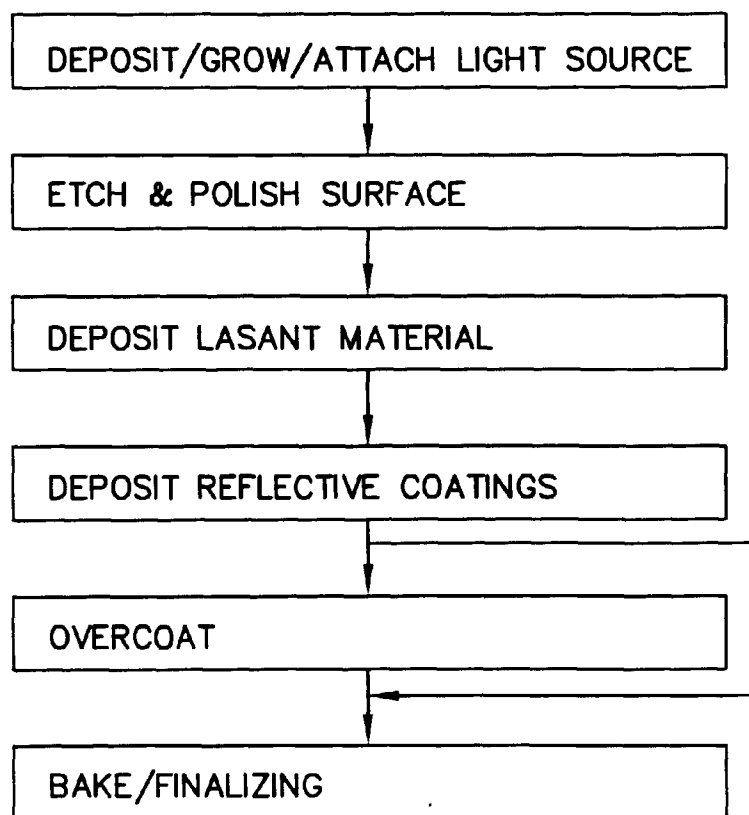 DEPOSIT/GROW/ATTACH LIGHT SOURCE
ETCH & POLISH SURFACE
DEPOSIT LASANT MATERIAL
DEPOSIT REFLECTIVE COATINGS
OVERCOAT
BAKE/FINALIZING